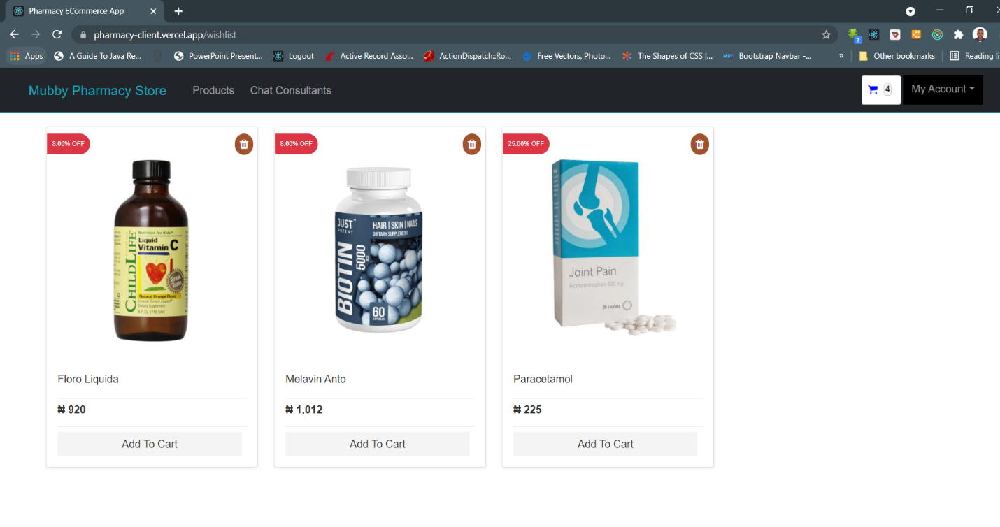 Pharmacy ECommerce App
pharmacy-client.vercel.app/wishlist
Apps A Guide To Java Re... PowerPoint Present... Logout Active Record Asso... ActionDispatch::Ro... Free Vectors, Photo... The Shapes of CSS |... MDB Bootstrap Navbar -... » Other bookmarks Reading li
Mubby Pharmacy Store Products Chat Consultants 4 My Account
8.00% OFF
Nutrition for Kids!
Liquid
Vitamin C
CHILDLIFE
Great
Taste
Natural Orange Flavor
Immune System Support*
Dietary Supplement
4 Fl. Oz. (118.5ml)
Floro Liquida
₦ 920
Add To Cart
8.00% OFF
JUST
POTENT
HAIR | SKIN | NAILS
DIETARY SUPPLEMENT
BIOTIN
5000
60
CAPSULES
Melavin Anto
₦ 1,012
Add To Cart
25.00% OFF
Joint Pain
Acetaminophen 500 mg
36 caplets
Paracetamol
₦ 225
Add To Cart